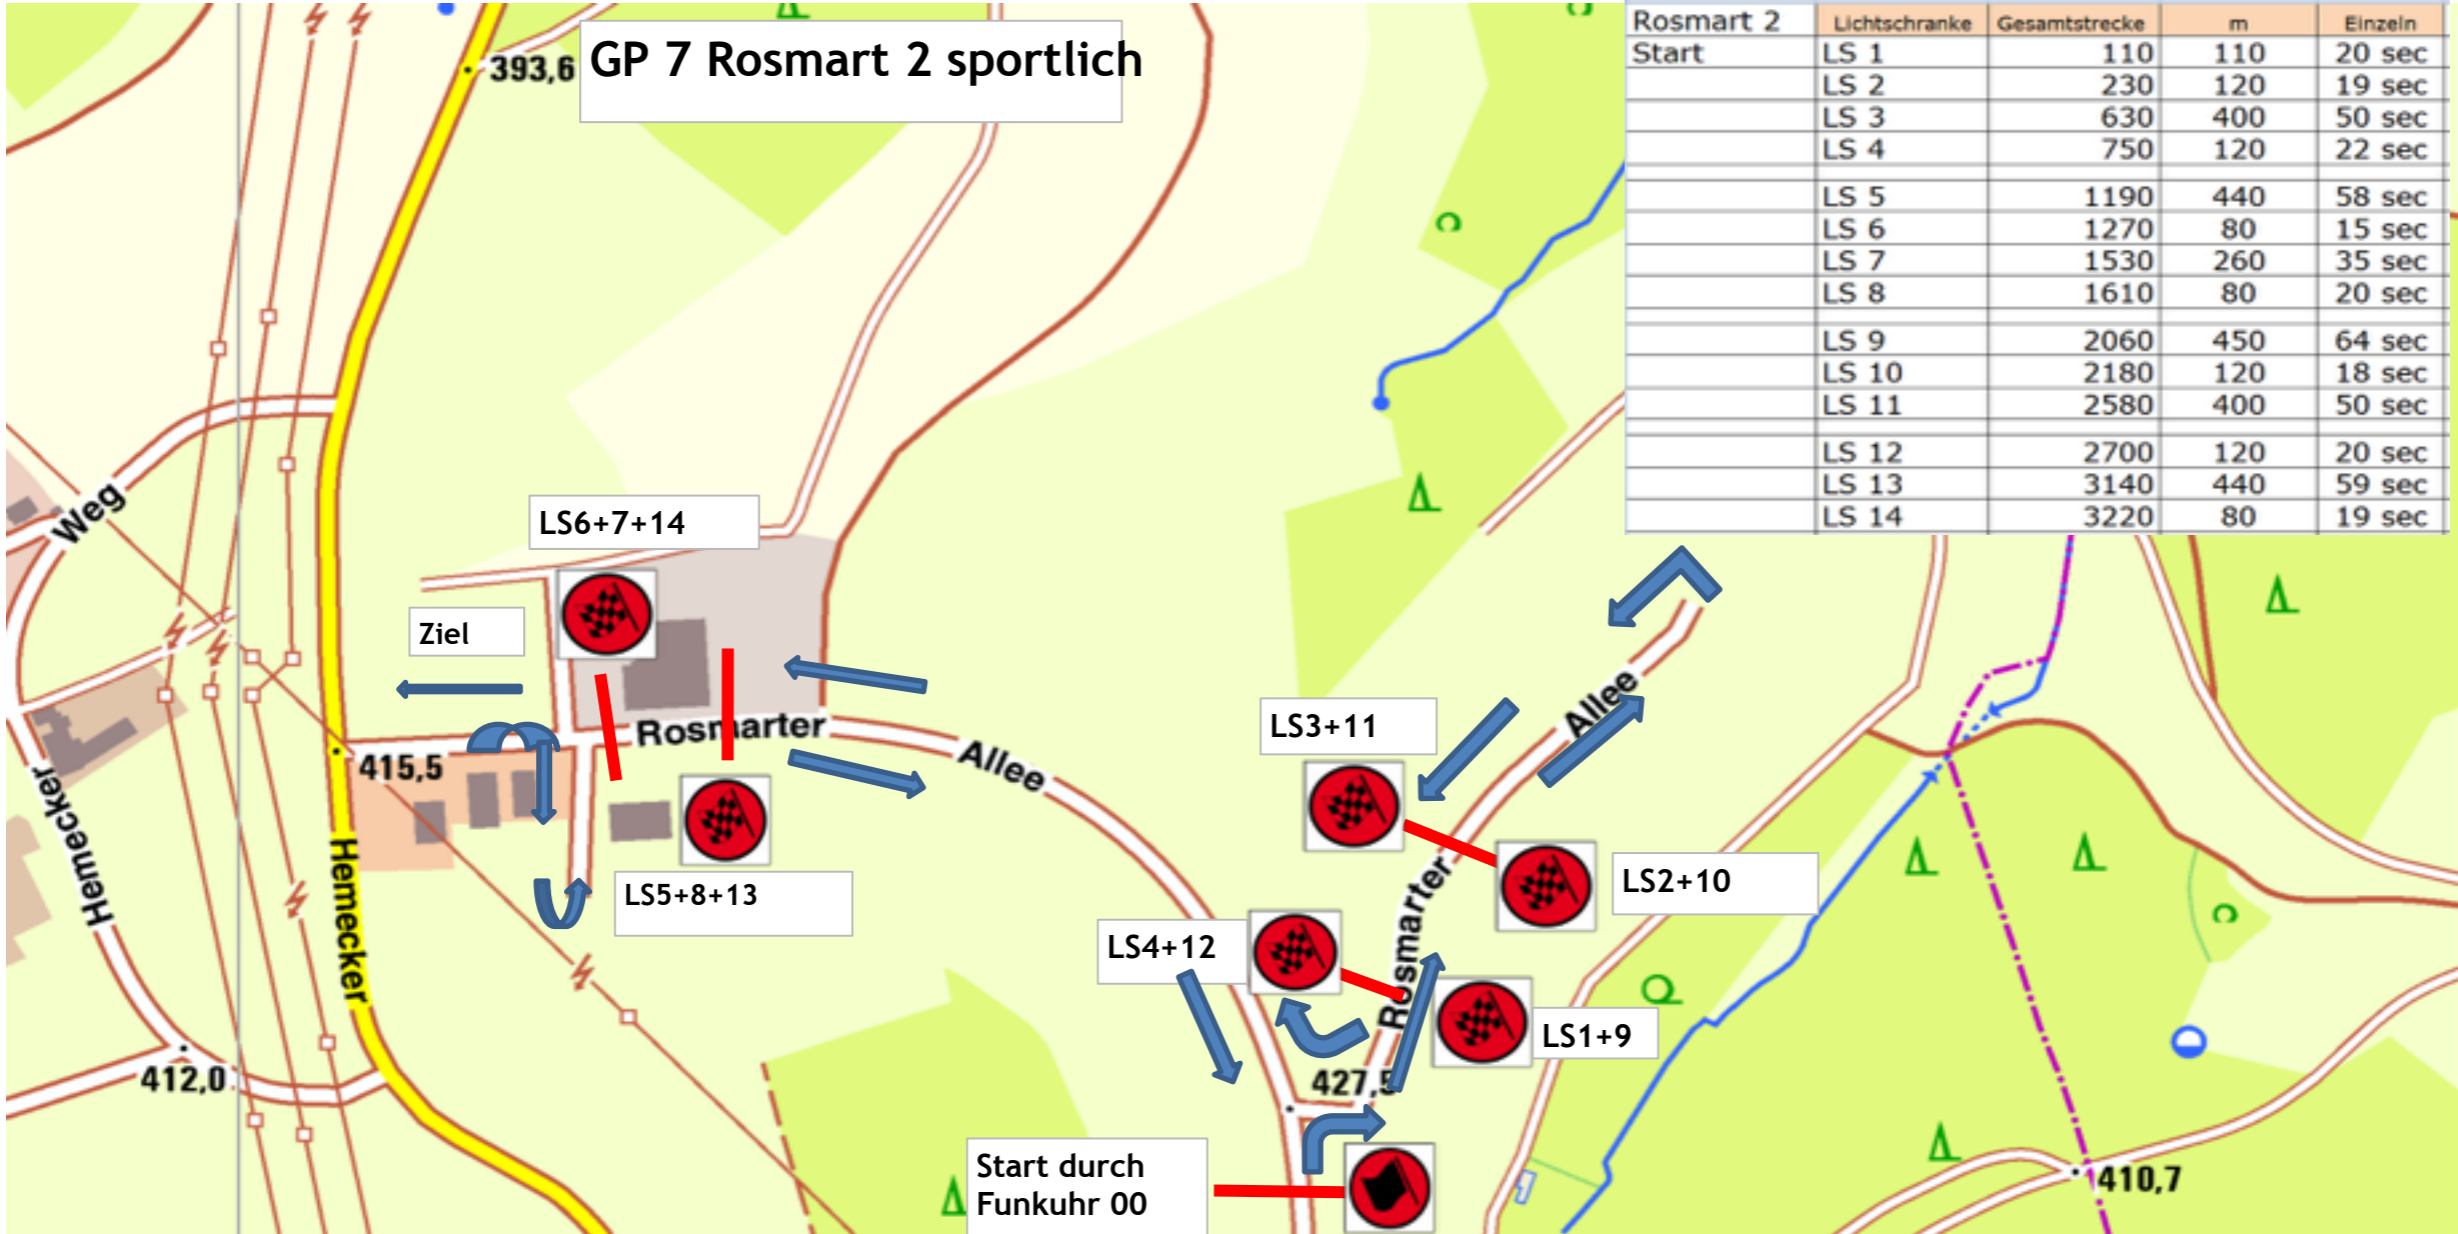 GP 7 Rosmart 2 sportlich
393,6
Rosmart 2 Lichtschranke Gesamtstrecke m Einzeln
Start LS 1 110 110 20 sec
LS 2 230 120 19 sec
LS 3 630 400 50 sec
LS 4 750 120 22 sec
LS 5 1190 440 58 sec
LS 6 1270 80 15 sec
LS 7 1530 260 35 sec
LS 8 1610 80 20 sec
LS 9 2060 450 64 sec
LS 10 2180 120 18 sec
LS 11 2580 400 50 sec
LS 12 2700 120 20 sec
LS 13 3140 440 59 sec
LS 14 3220 80 19 sec
Weg
LS6+7+14
Ziel
Rosmarter
Allee
Allee
LS3+11
415,5
Hemecker
Hemecker
LS5+8+13
LS2+10
Rosmarter
LS4+12
LS1+9
412,0
427,5
Start durch
Funkuhr 00
410,7